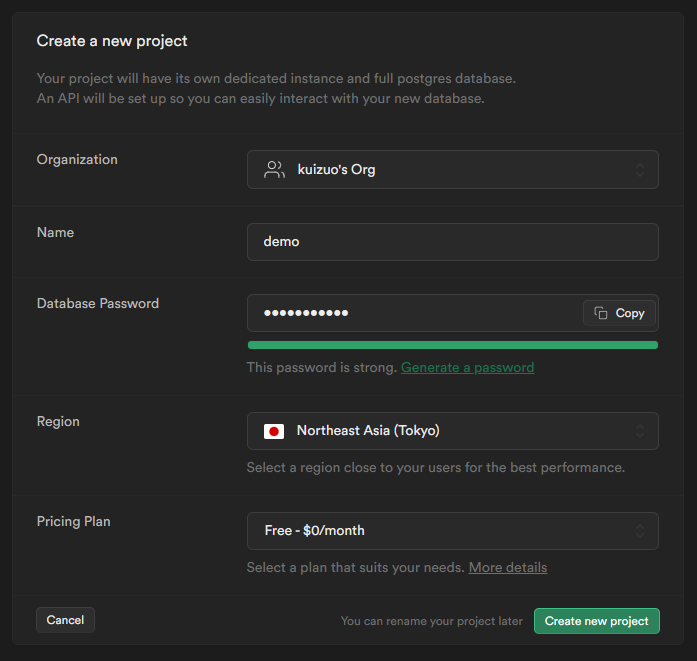 Create a new project
Your project will have its own dedicated instance and full postgres database.
An API will be set up so you can easily interact with your new database.
Organization
kuizuo's Org
Name
demo
Database Password
•••••••••••
Copy
This password is strong. Generate a password
Region
Northeast Asia (Tokyo)
Select a region close to your users for the best performance.
Pricing Plan
Free - $0/month
Select a plan that suits your needs. More details
Cancel
You can rename your project later
Create new project